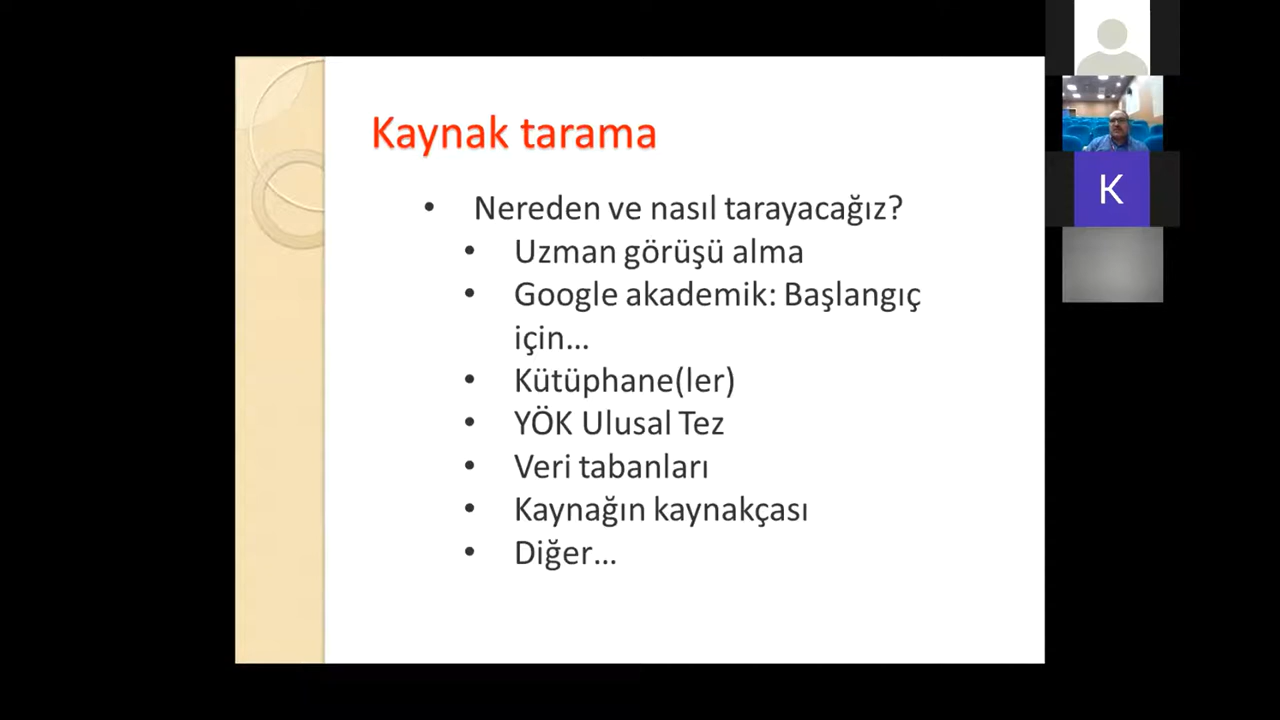 Kaynak tarama
• Nereden ve nasıl tarayacağız?
• Uzman görüşü alma
• Google akademik: Başlangıç
için...
• Kütüphane(ler)
• YÖK Ulusal Tez
• Veri tabanları
• Kaynağın kaynakçası
• Diğer...
K